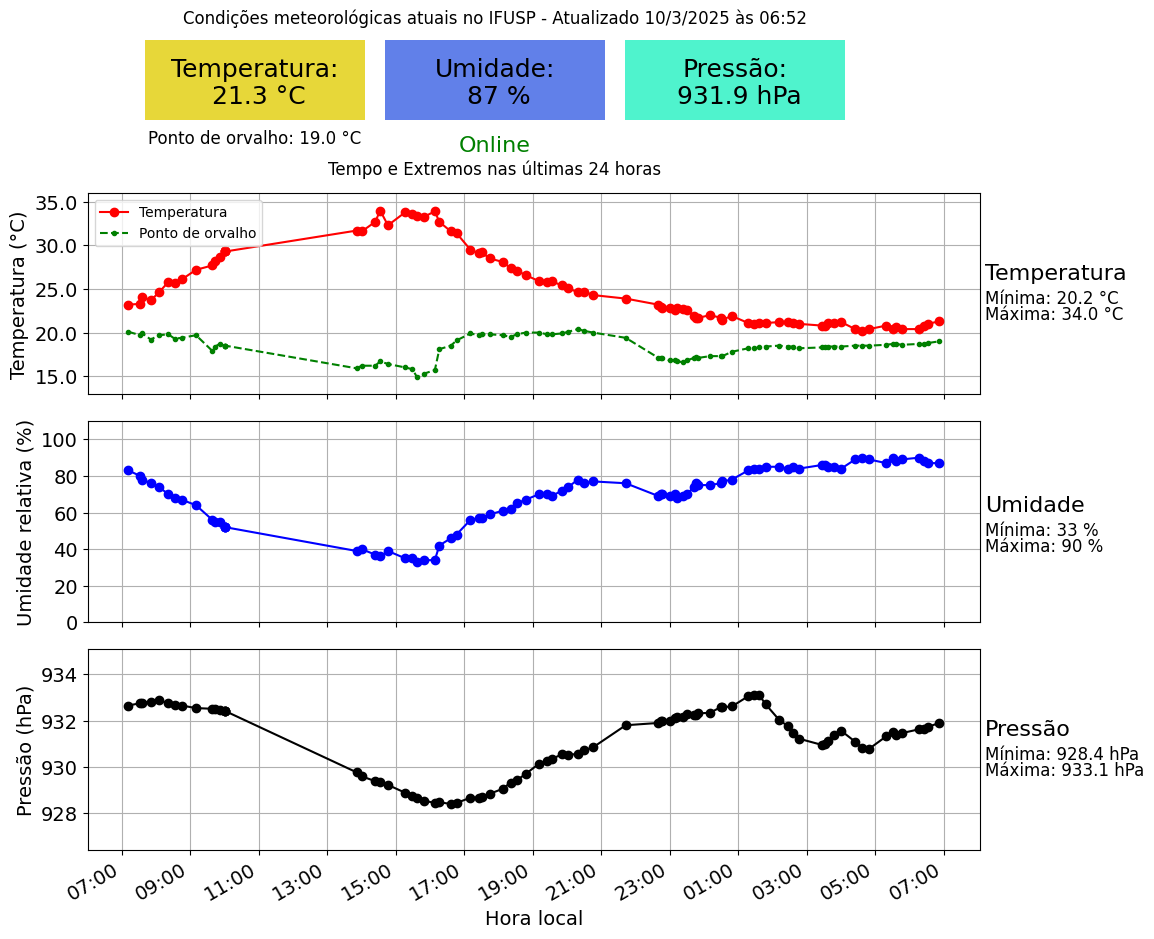 Condições meteorológicas atuais no IFUSP - Atualizado 10/3/2025 às 06:52
Temperatura:
21.3 °C
Umidade:
87 %
Pressão:
931.9 hPa
Ponto de orvalho: 19.0 °C
Online
Tempo e Extremos nas últimas 24 horas
Temperatura (°C)
35.0
30.0
25.0
20.0
15.0
Temperatura
Ponto de orvalho
Temperatura
Mínima: 20.2 °C
Máxima: 34.0 °C
Umidade relativa (%)
100
80
60
40
20
0
Umidade
Mínima: 33 %
Máxima: 90 %
Pressão (hPa)
934
932
930
928
Pressão
Mínima: 928.4 hPa
Máxima: 933.1 hPa
07:00 09:00 11:00 13:00 15:00 17:00 19:00 21:00 23:00 01:00 03:00 05:00 07:00
Hora local